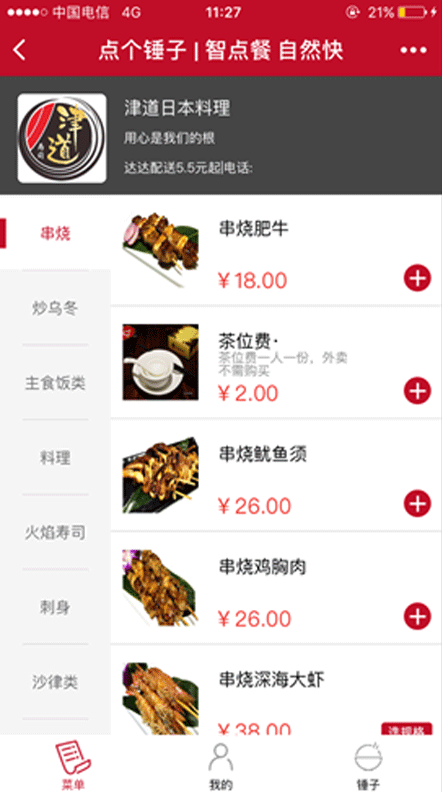 中国电信 4G 11:27 21%
点个锤子 | 智点餐 自然快
津道
寿司
津道日本料理
用心是我们的根
达达配送5.5元起|电话:
串烧
炒乌冬
主食饭类
料理
火焰寿司
刺身
沙律类
串烧肥牛
¥18.00
茶位费·
茶位费一人一份，外卖
不需购买
¥2.00
串烧鱿鱼须
¥26.00
串烧鸡胸肉
¥26.00
串烧深海大虾
¥38.00
选规格
菜单
我的
锤子